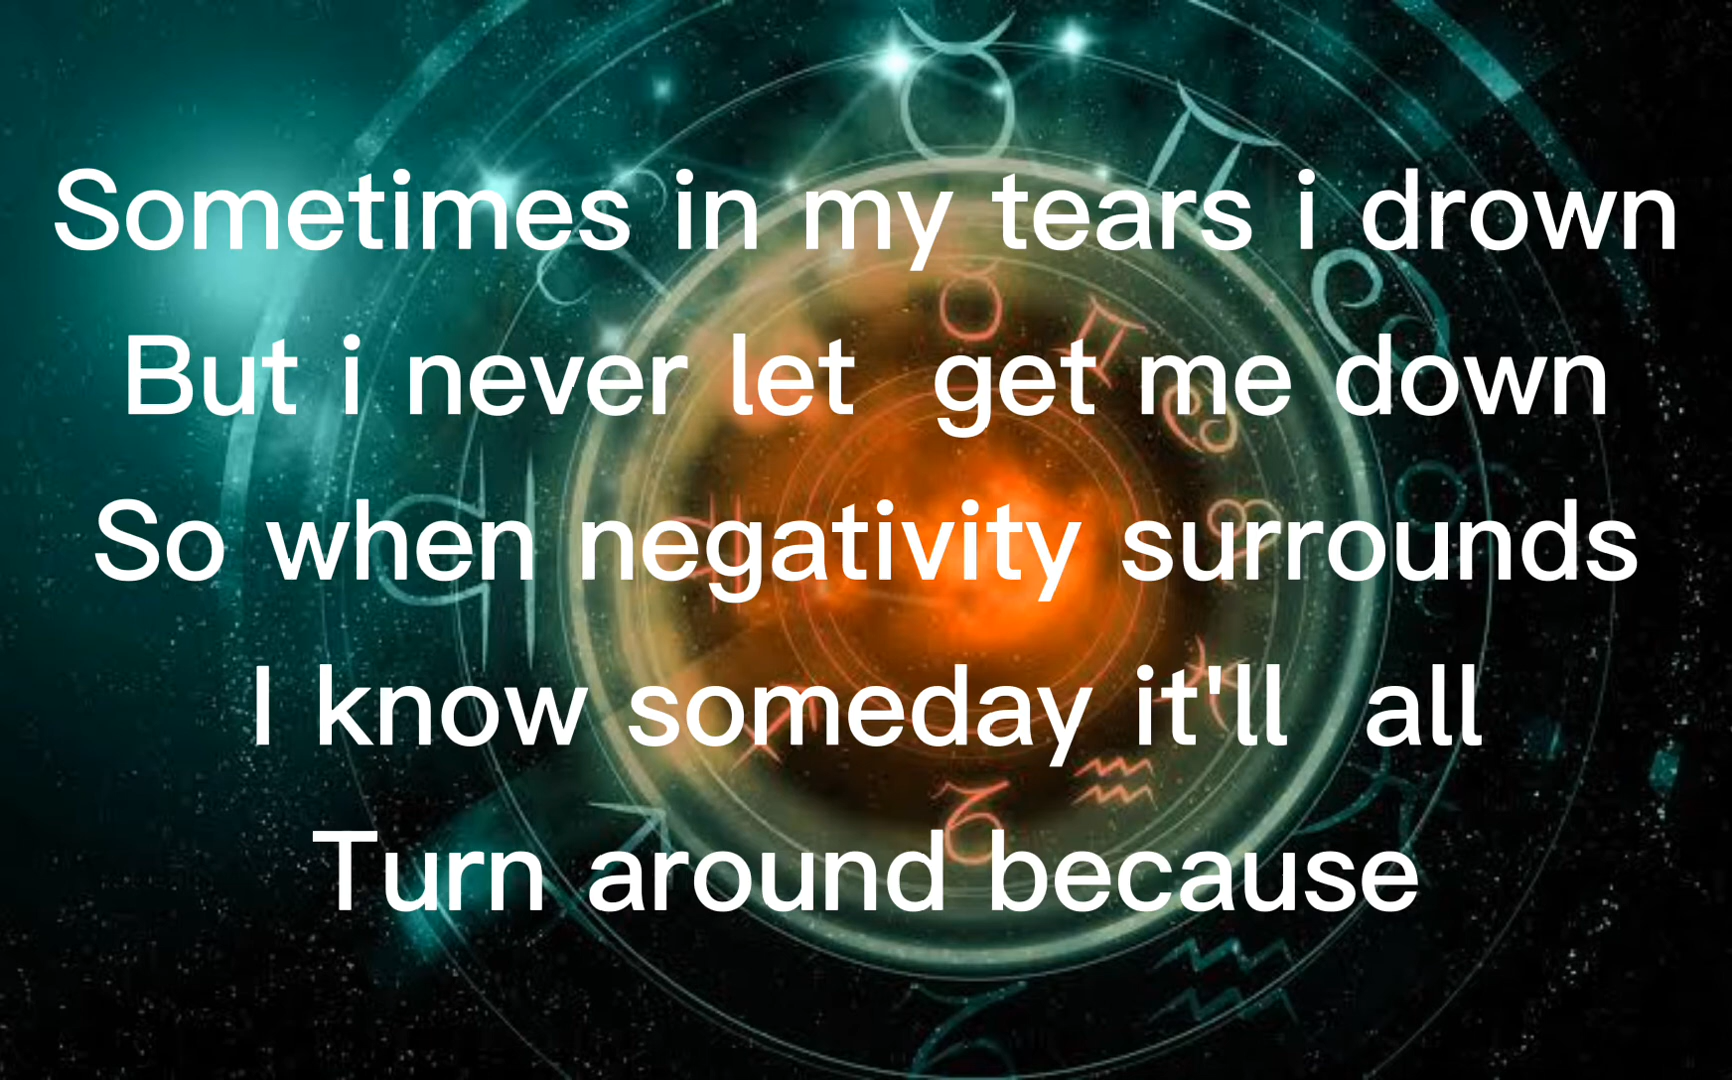 Sometimes in my tears i drown
But i never let  get me down
So when negativity surrounds
I know someday it'll  all
Turn around because